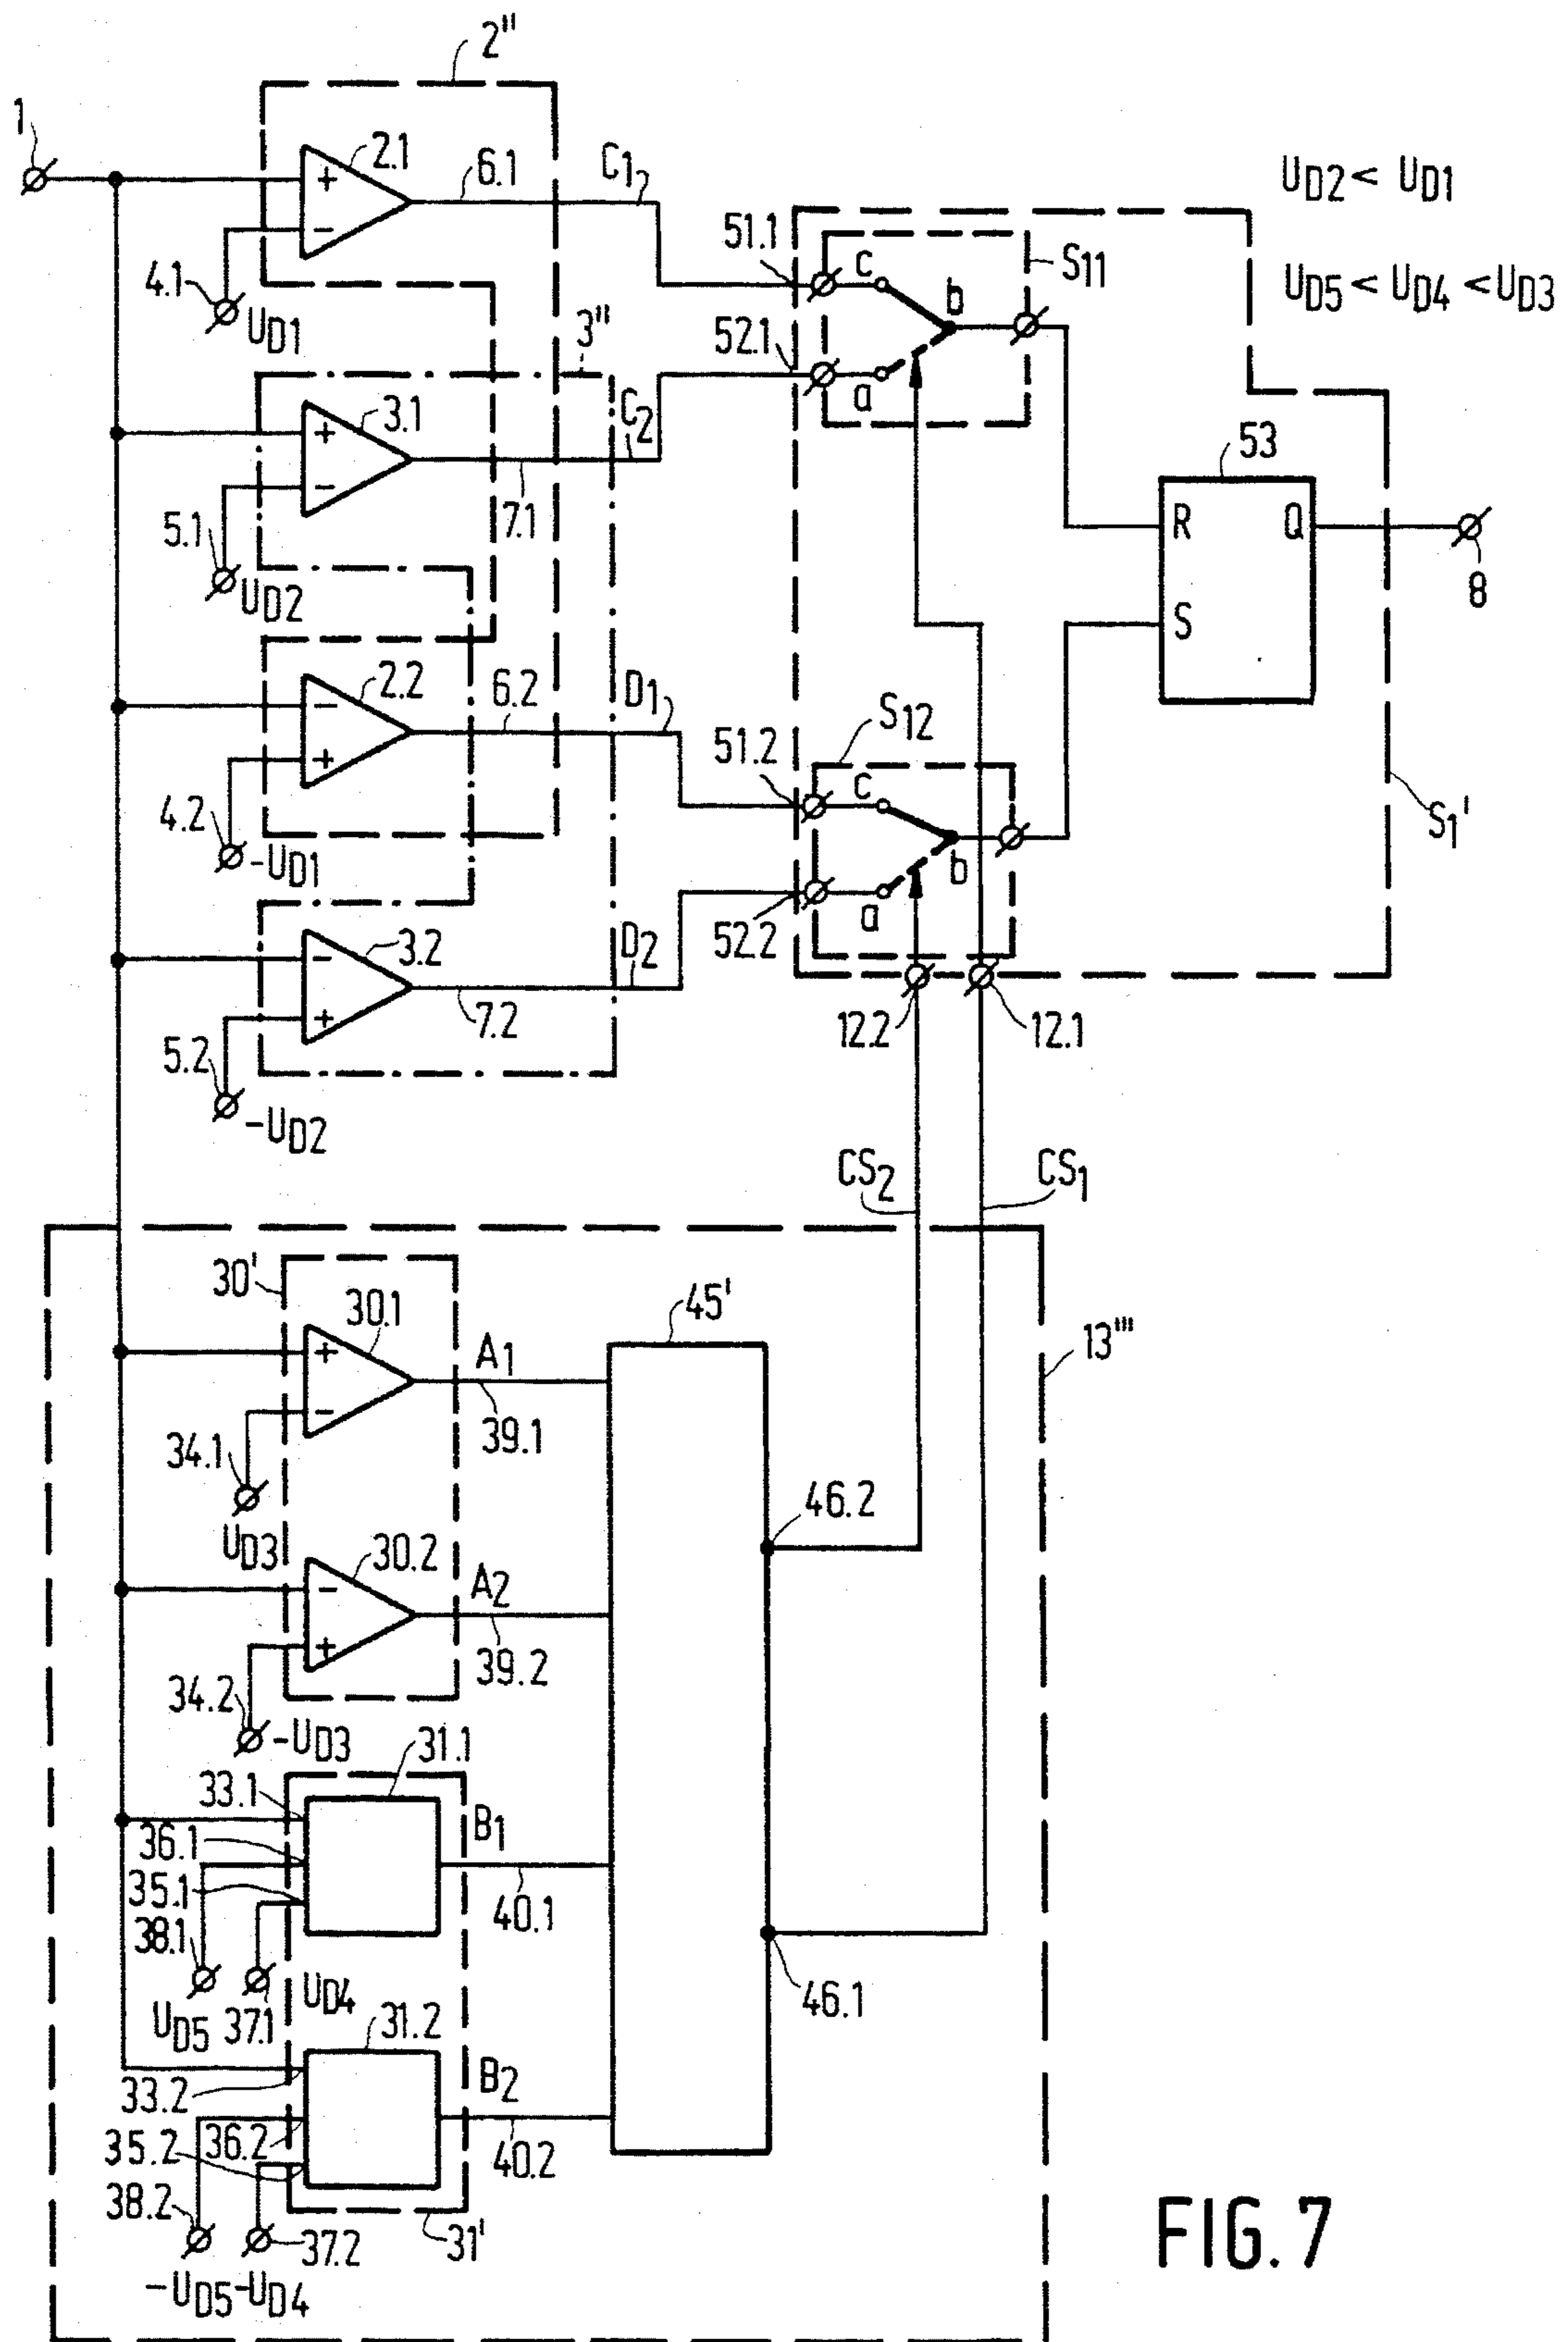 2"
1
2.1
+
−
6.1
C1
UD2 < UD1
4.1
UD1
51.1
c
b
S11
UD5 < UD4 < UD3
3"
52.1
a
3.1
+
−
C2
7.1
53
5.1
UD2
R
Q
8
S
2.2
−
+
6.2
D1
S12
51.2
c
4.2
-UD1
b
S1'
a
3.2
−
+
D2
52.2
7.2
12.2
12.1
5.2
-UD2
CS2
CS1
30'
30.1
45'
+
−
A1
39.1
13'''
34.1
UD3
46.2
30.2
−
+
A2
39.2
34.2
-UD3
31.1
33.1
36.1
B1
35.1
40.1
38.1
UD4
UD5
37.1
46.1
31.2
B2
33.2
36.2
35.2
40.2
38.2
37.2
31'
-UD5
-UD4
FIG. 7